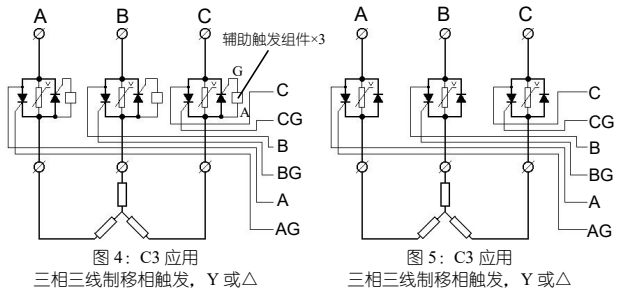 A B C
辅助触发组件×3
G
A
C
CG
B
BG
A
AG
图 4：C3 应用
三相三线制移相触发，Y 或△
A B C
C
CG
B
BG
A
AG
图 5：C3 应用
三相三线制移相触发，Y 或△